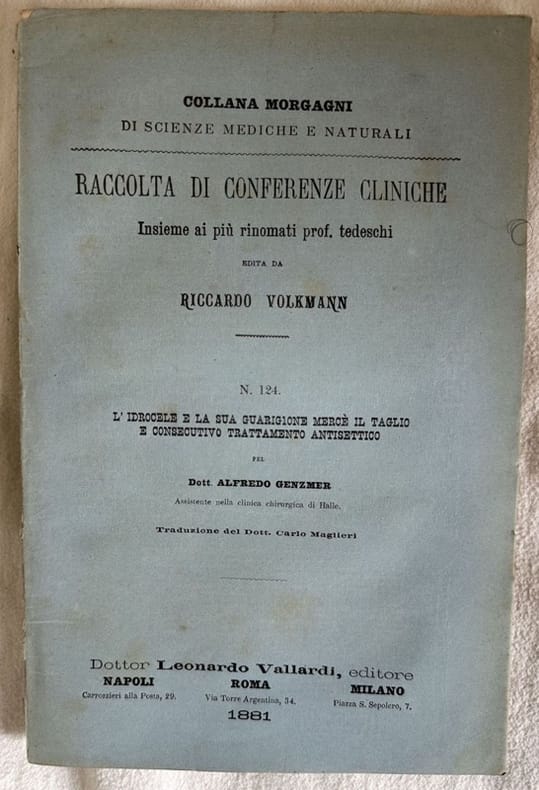 COLLANA MORGAGNI
DI SCIENZE MEDICHE E NATURALI
RACCOLTA DI CONFERENZE CLINICHE
Insieme ai più rinomati prof. tedeschi
EDITA DA
RICCARDO VOLKMANN
N. 124.
L' IDROCELE E LA SUA GUARIGIONE MERCÈ IL TAGLIO
E CONSECUTIVO TRATTAMENTO ANTISETTICO
PEL
Dott. ALFREDO GENZMER
Assistente nella clinica chirurgica di Halle.
Traduzione del Dott. Carlo Maglieri
Dottor Leonardo Vallardi, editore
NAPOLI ROMA MILANO
Carrozzieri alla Posta, 29. Via Torre Argentina, 34. Piazza S. Sepolcro, 7.
1881